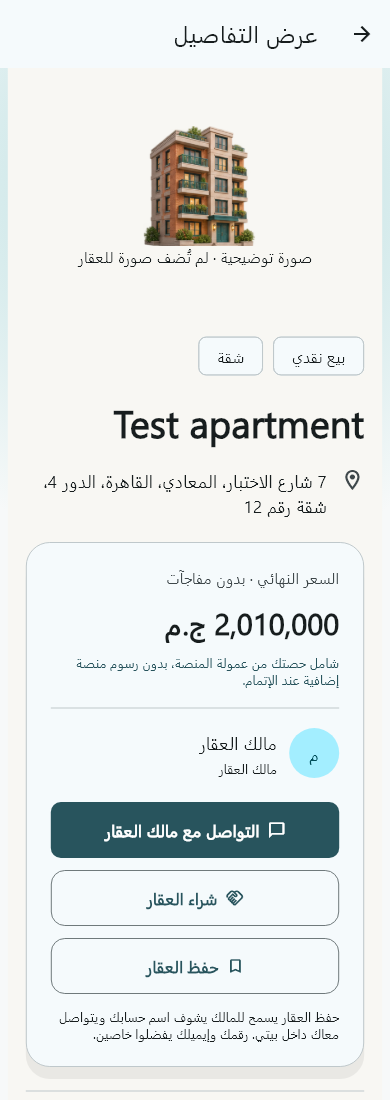 عرض التفاصيل
صورة توضيحية · لم تُضف صورة للعقار
بيع نقدي
شقة
Test apartment
7 شارع الاختبار، المعادي، القاهرة، الدور 4،
شقة رقم 12
السعر النهائي · بدون مفاجآت
2,010,000 ج.م
شامل حصتك من عمولة المنصة، بدون رسوم منصة
إضافية عند الإتمام.
م
مالك العقار
مالك العقار
التواصل مع مالك العقار
شراء العقار
حفظ العقار
حفظ العقار يسمح للمالك يشوف اسم حسابك ويتواصل
معاك داخل بيتي. رقمك وإيميلك يفضلوا خاصين.